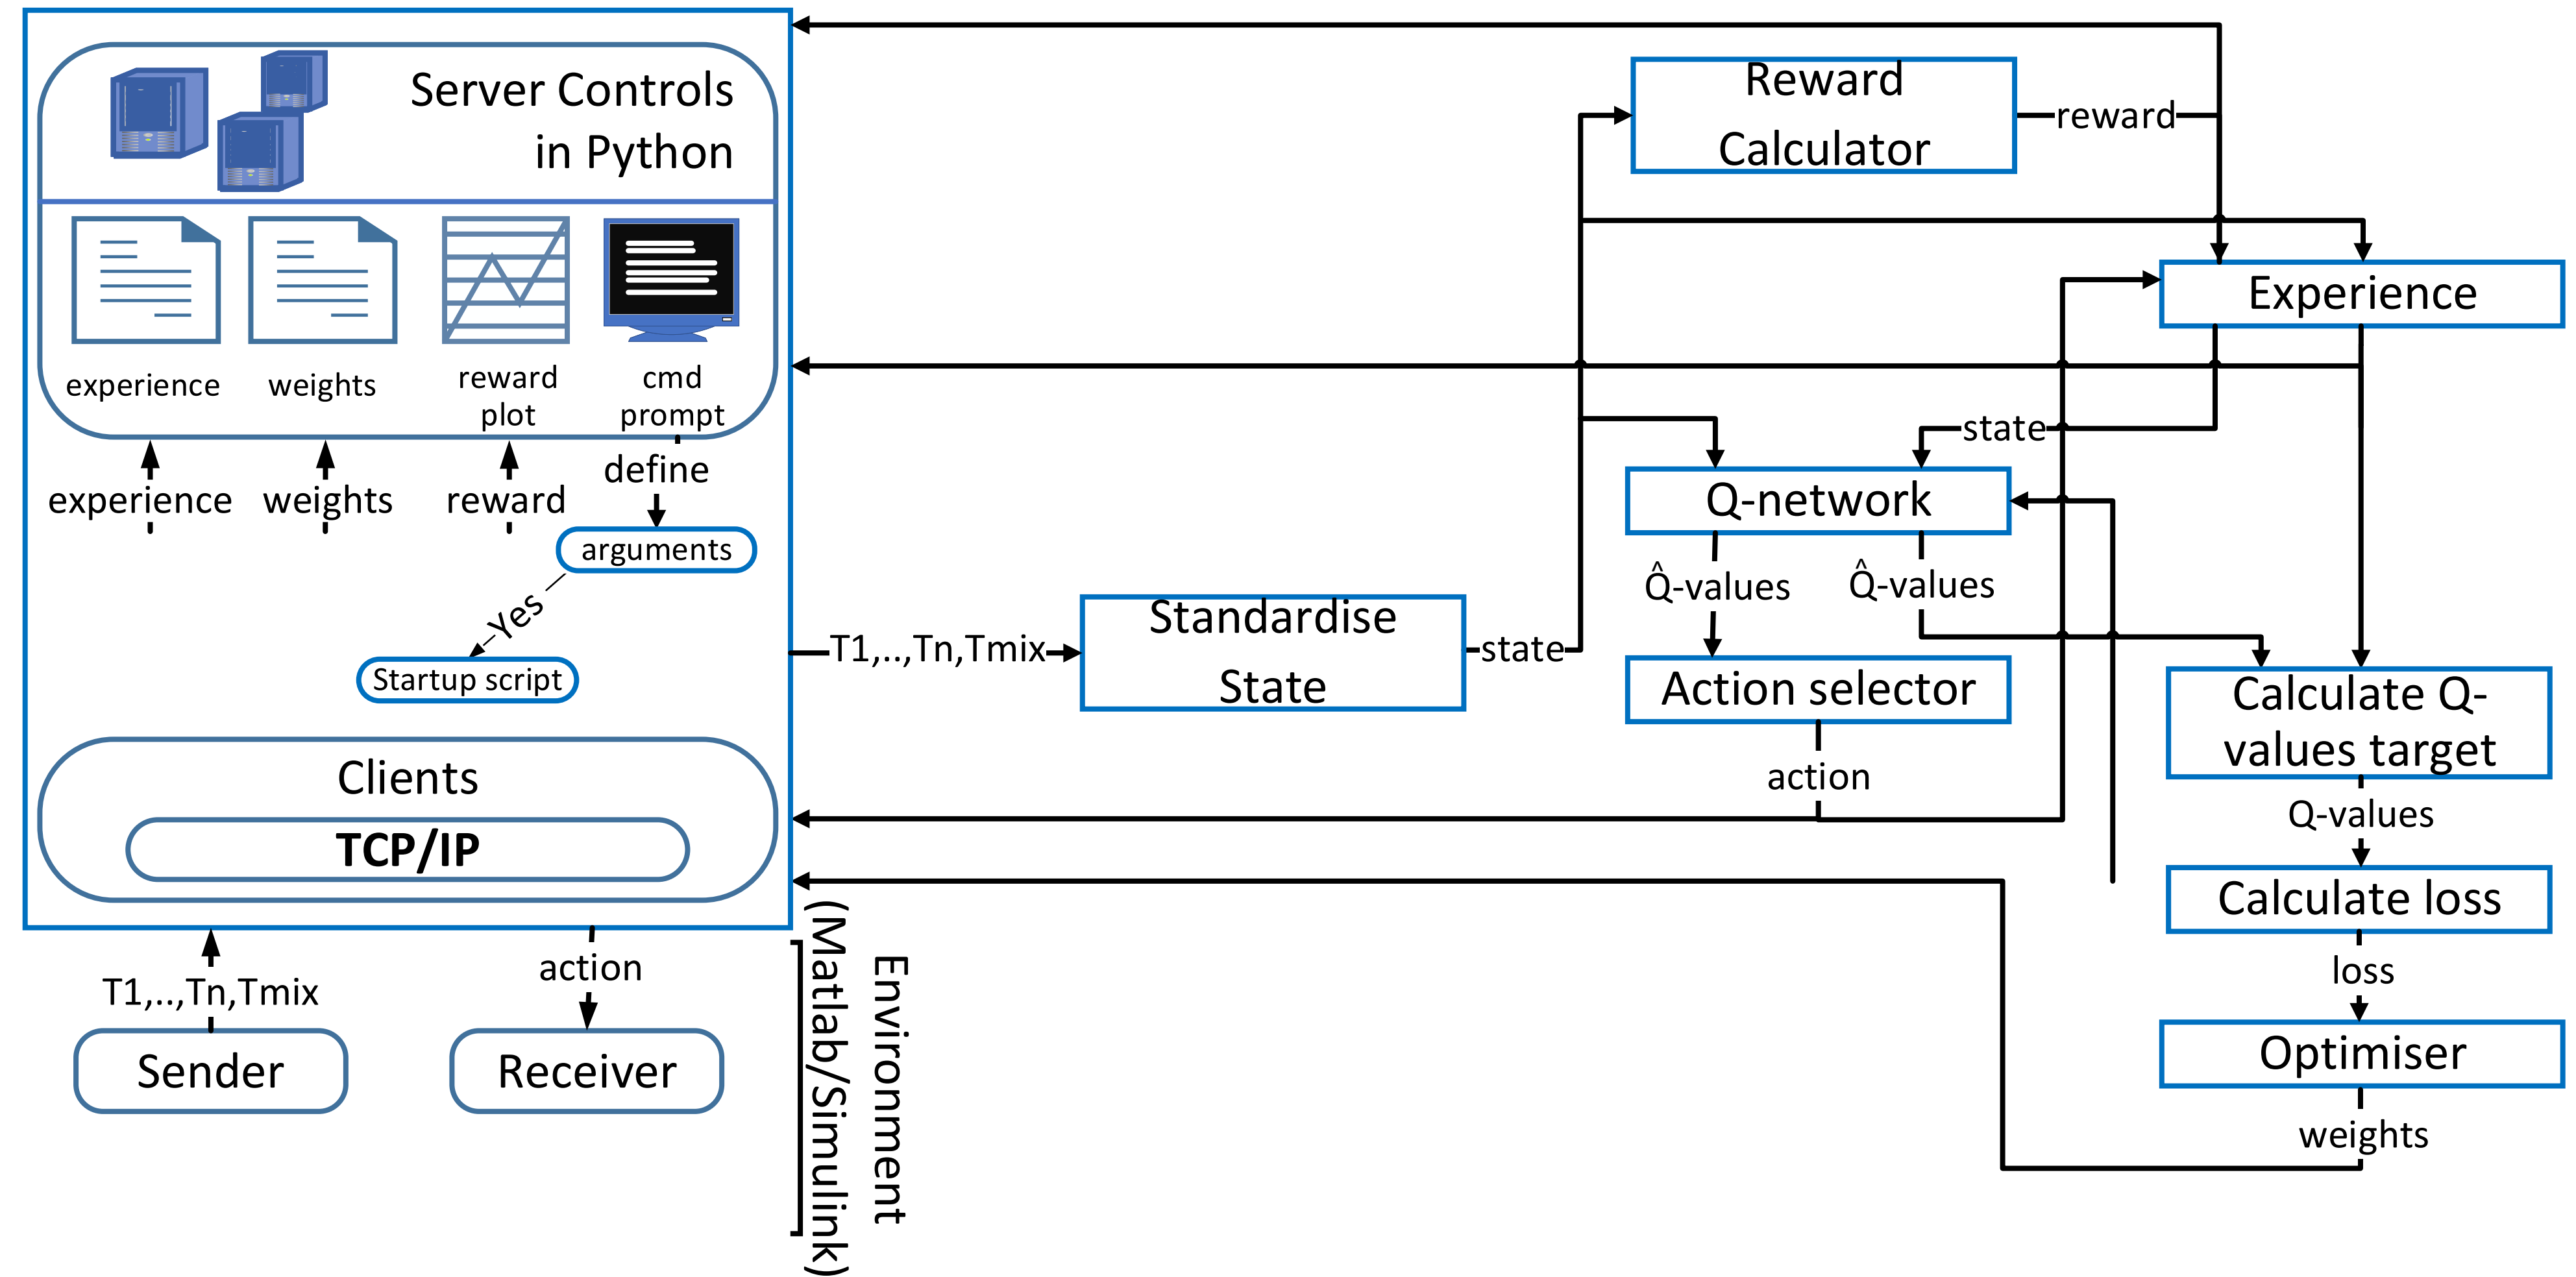 Server Controls
in Python
experience
weights
reward
plot
cmd
prompt
experience
weights
reward
define
arguments
Yes
Startup script
Clients
TCP/IP
T1,..,Tn,Tmix
action
Sender
Receiver
Environment
(Matlab/Simulink)
T1,..,Tn,Tmix
Standardise
State
state
Reward
Calculator
reward
Experience
state
Q-network
Q̂-values
Q̂-values
Action selector
action
Calculate Q-
values target
Q-values
Calculate loss
loss
Optimiser
weights